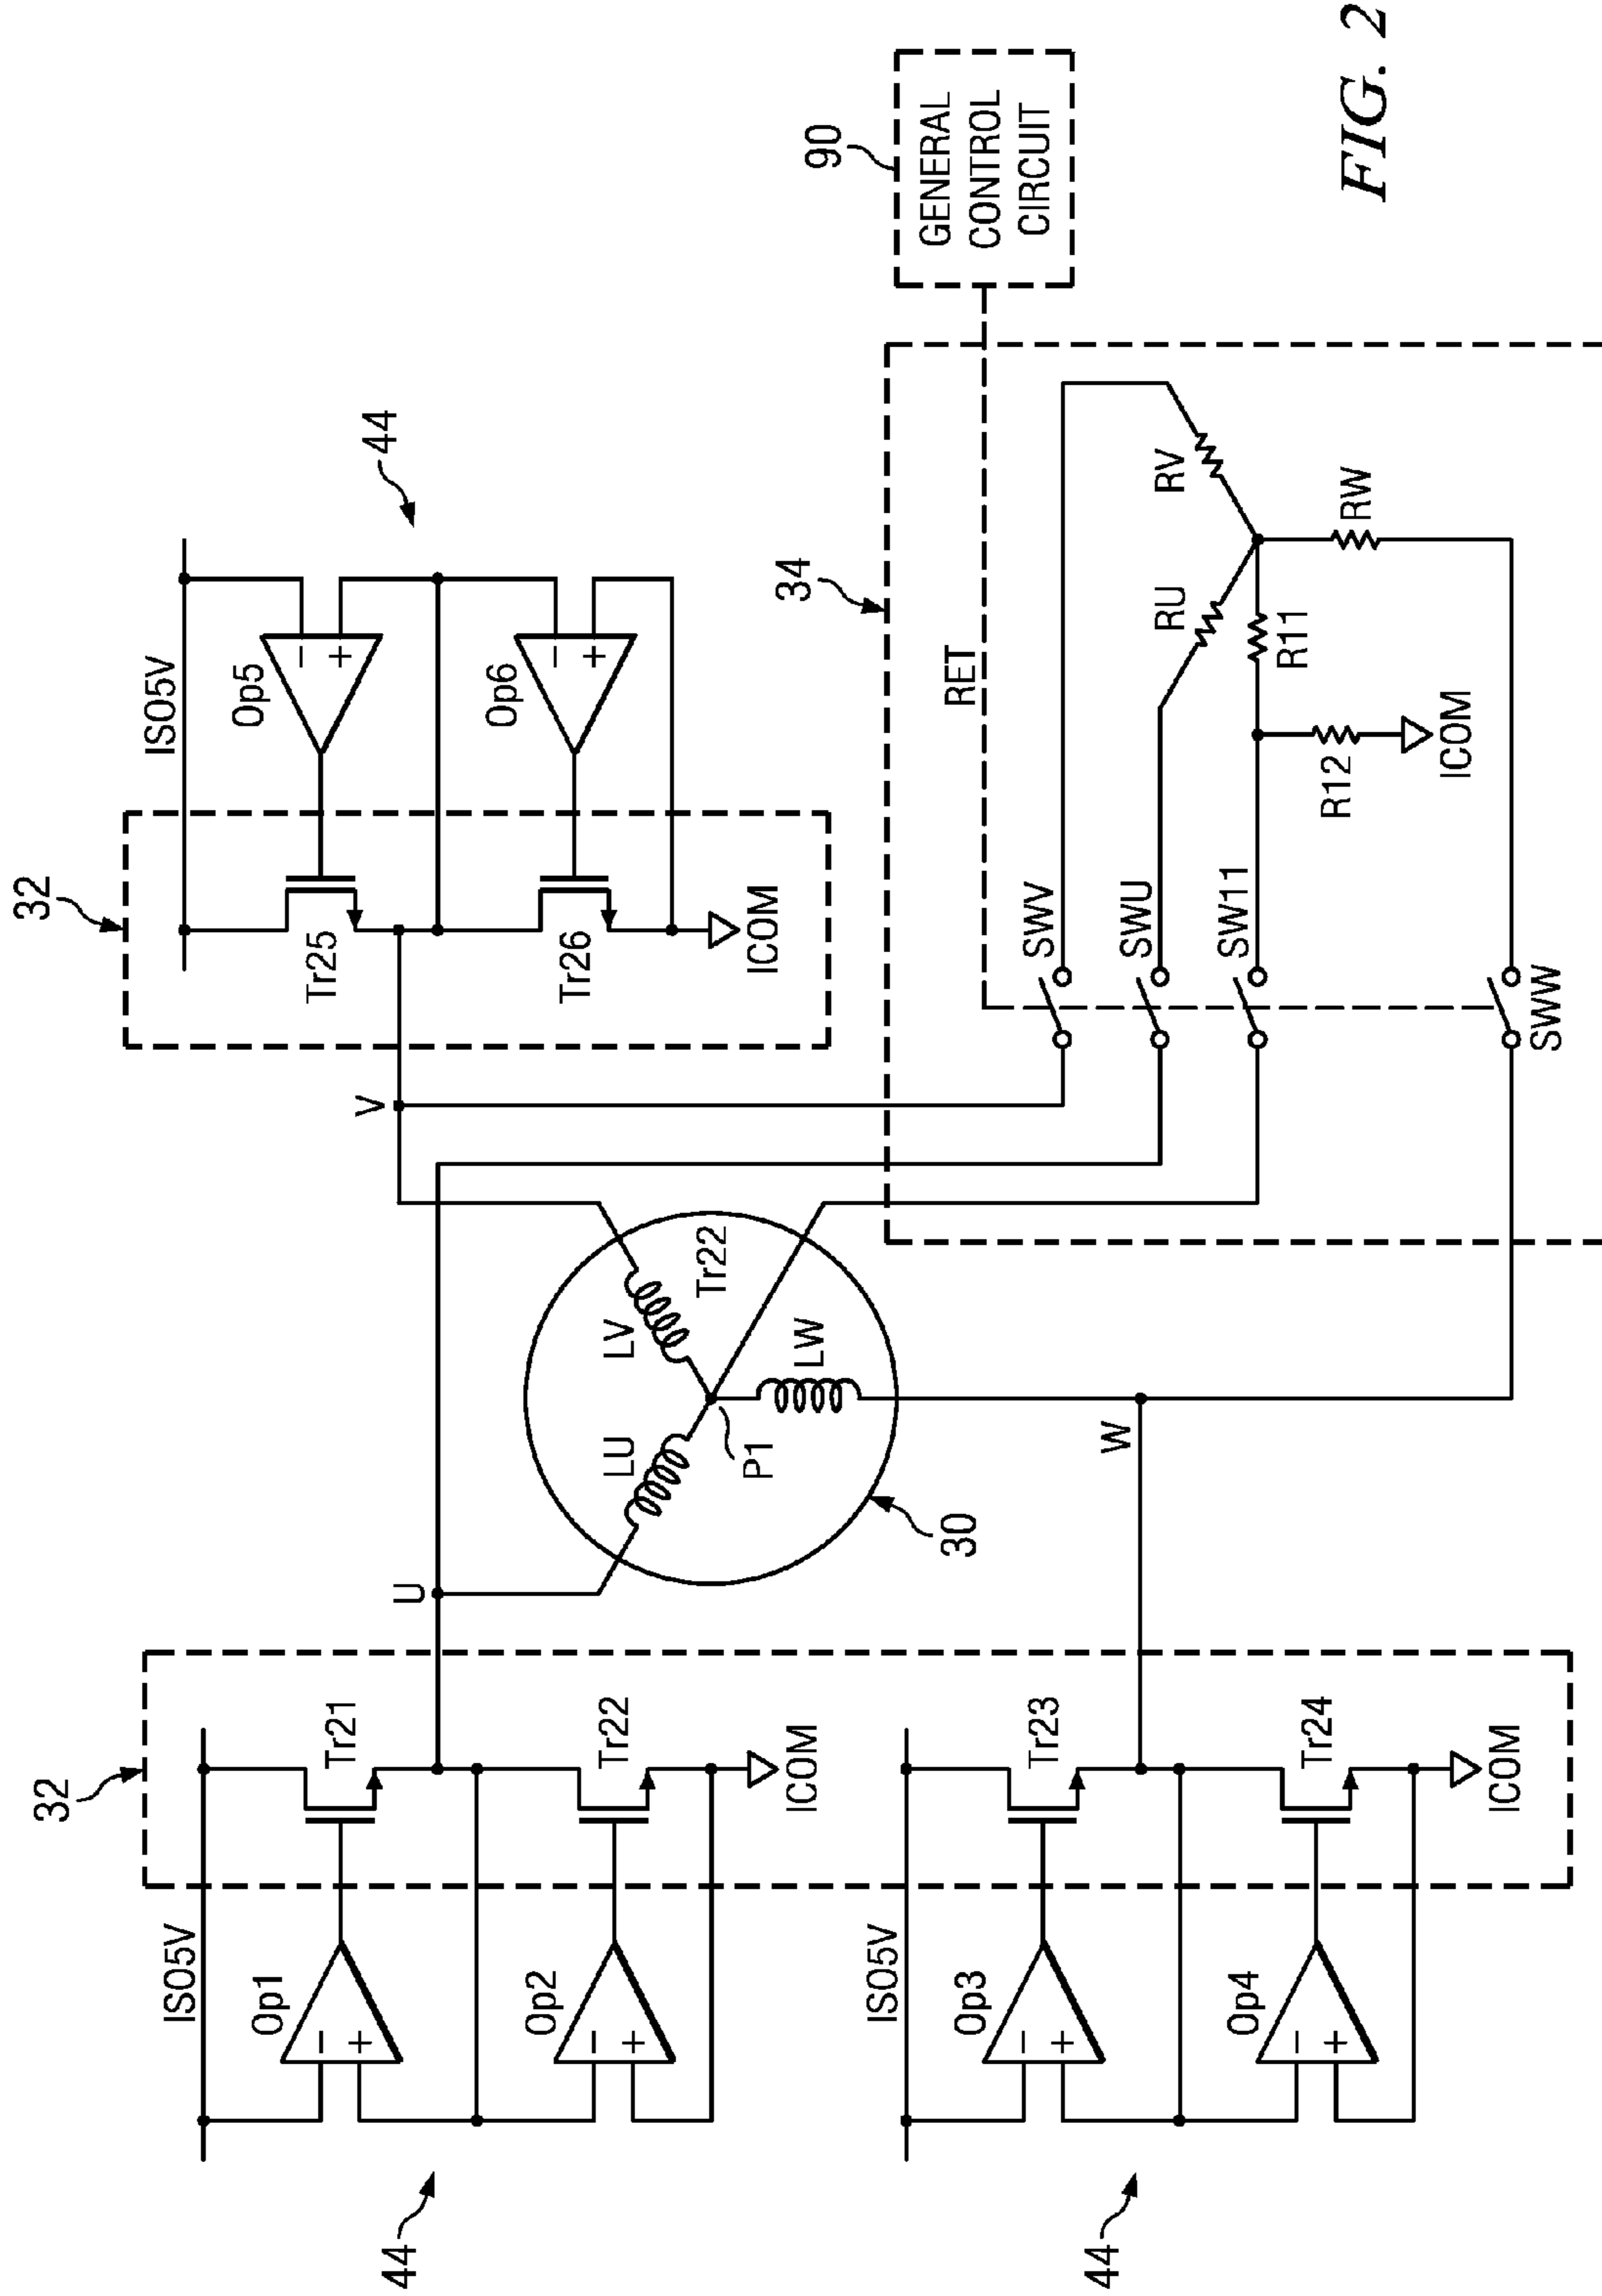 32
44
ISO5V
Op1
Tr21
Op2
Tr22
ICOM
−
+
−
+
44
ISO5V
Op3
Tr23
Op4
Tr24
ICOM
−
+
−
+
U
W
LU
LV
LW
Tr22
P1
30
V
32
ISO5V
Op5
Tr25
Op6
Tr26
ICOM
−
+
−
+
44
34
RET
SWV
SWU
SW11
SWW
RV
RU
RW
R11
R12
ICOM
90
GENERAL
CONTROL
CIRCUIT
FIG. 2